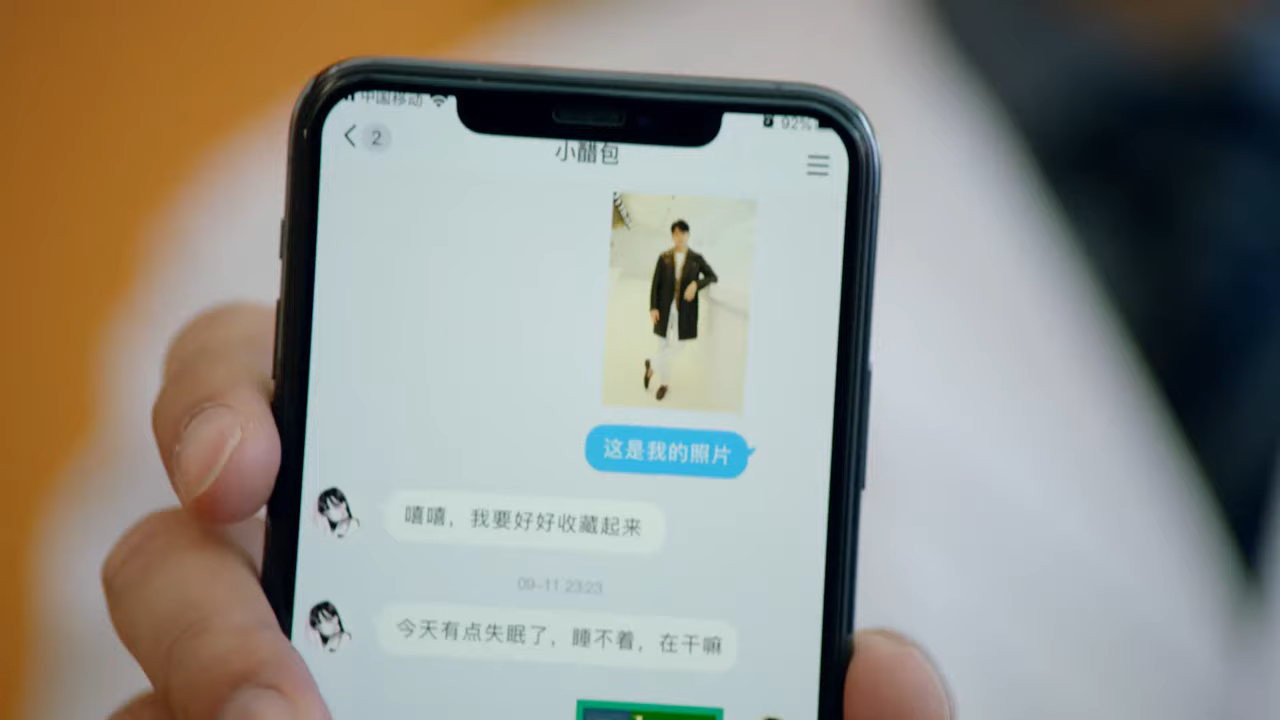 中国移动
92%
2
小醋包
这是我的照片
嘻嘻，我要好好收藏起来
09-11 23:23
今天有点失眠了，睡不着，在干嘛